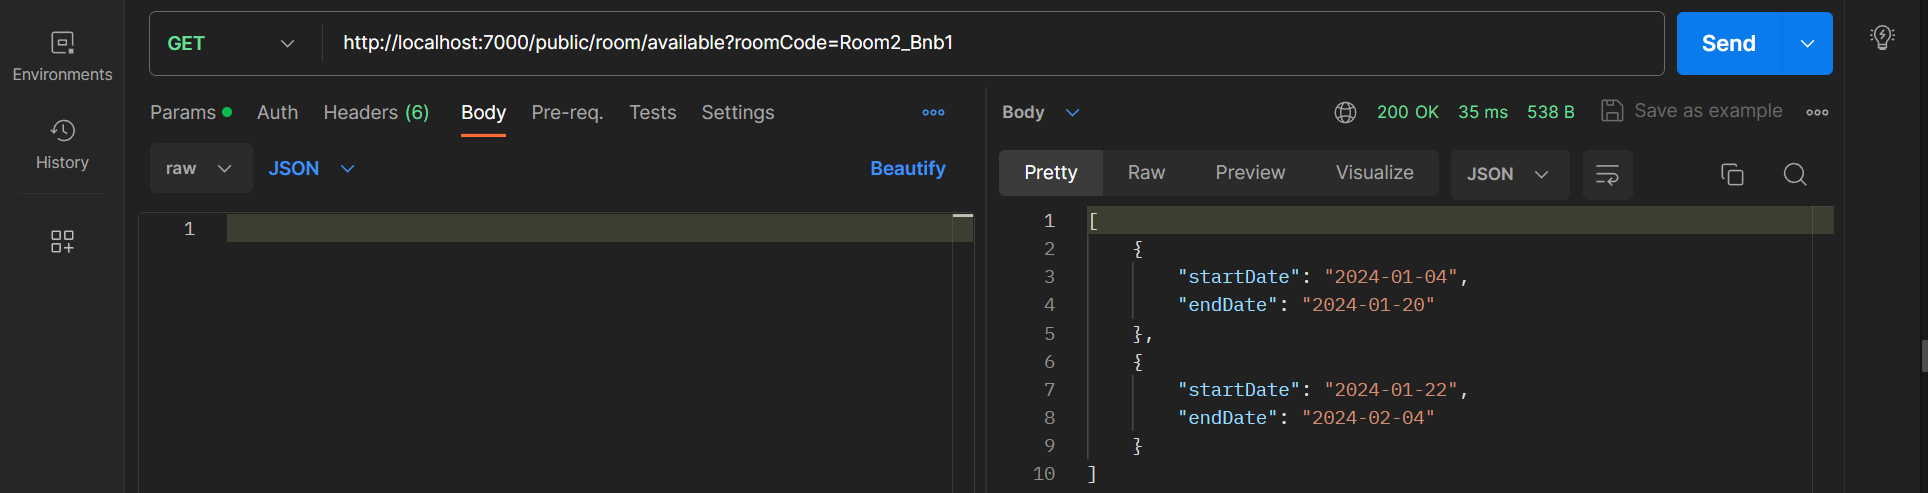 Environments
History
GET
http://localhost:7000/public/room/available?roomCode=Room2_Bnb1
Send
Params Auth Headers (6) Body Pre-req. Tests Settings
raw JSON Beautify
1
Body 200 OK 35 ms 538 B Save as example
Pretty Raw Preview Visualize JSON
1 [
2 {
3 "startDate": "2024-01-04",
4 "endDate": "2024-01-20"
5 },
6 {
7 "startDate": "2024-01-22",
8 "endDate": "2024-02-04"
9 }
10 ]